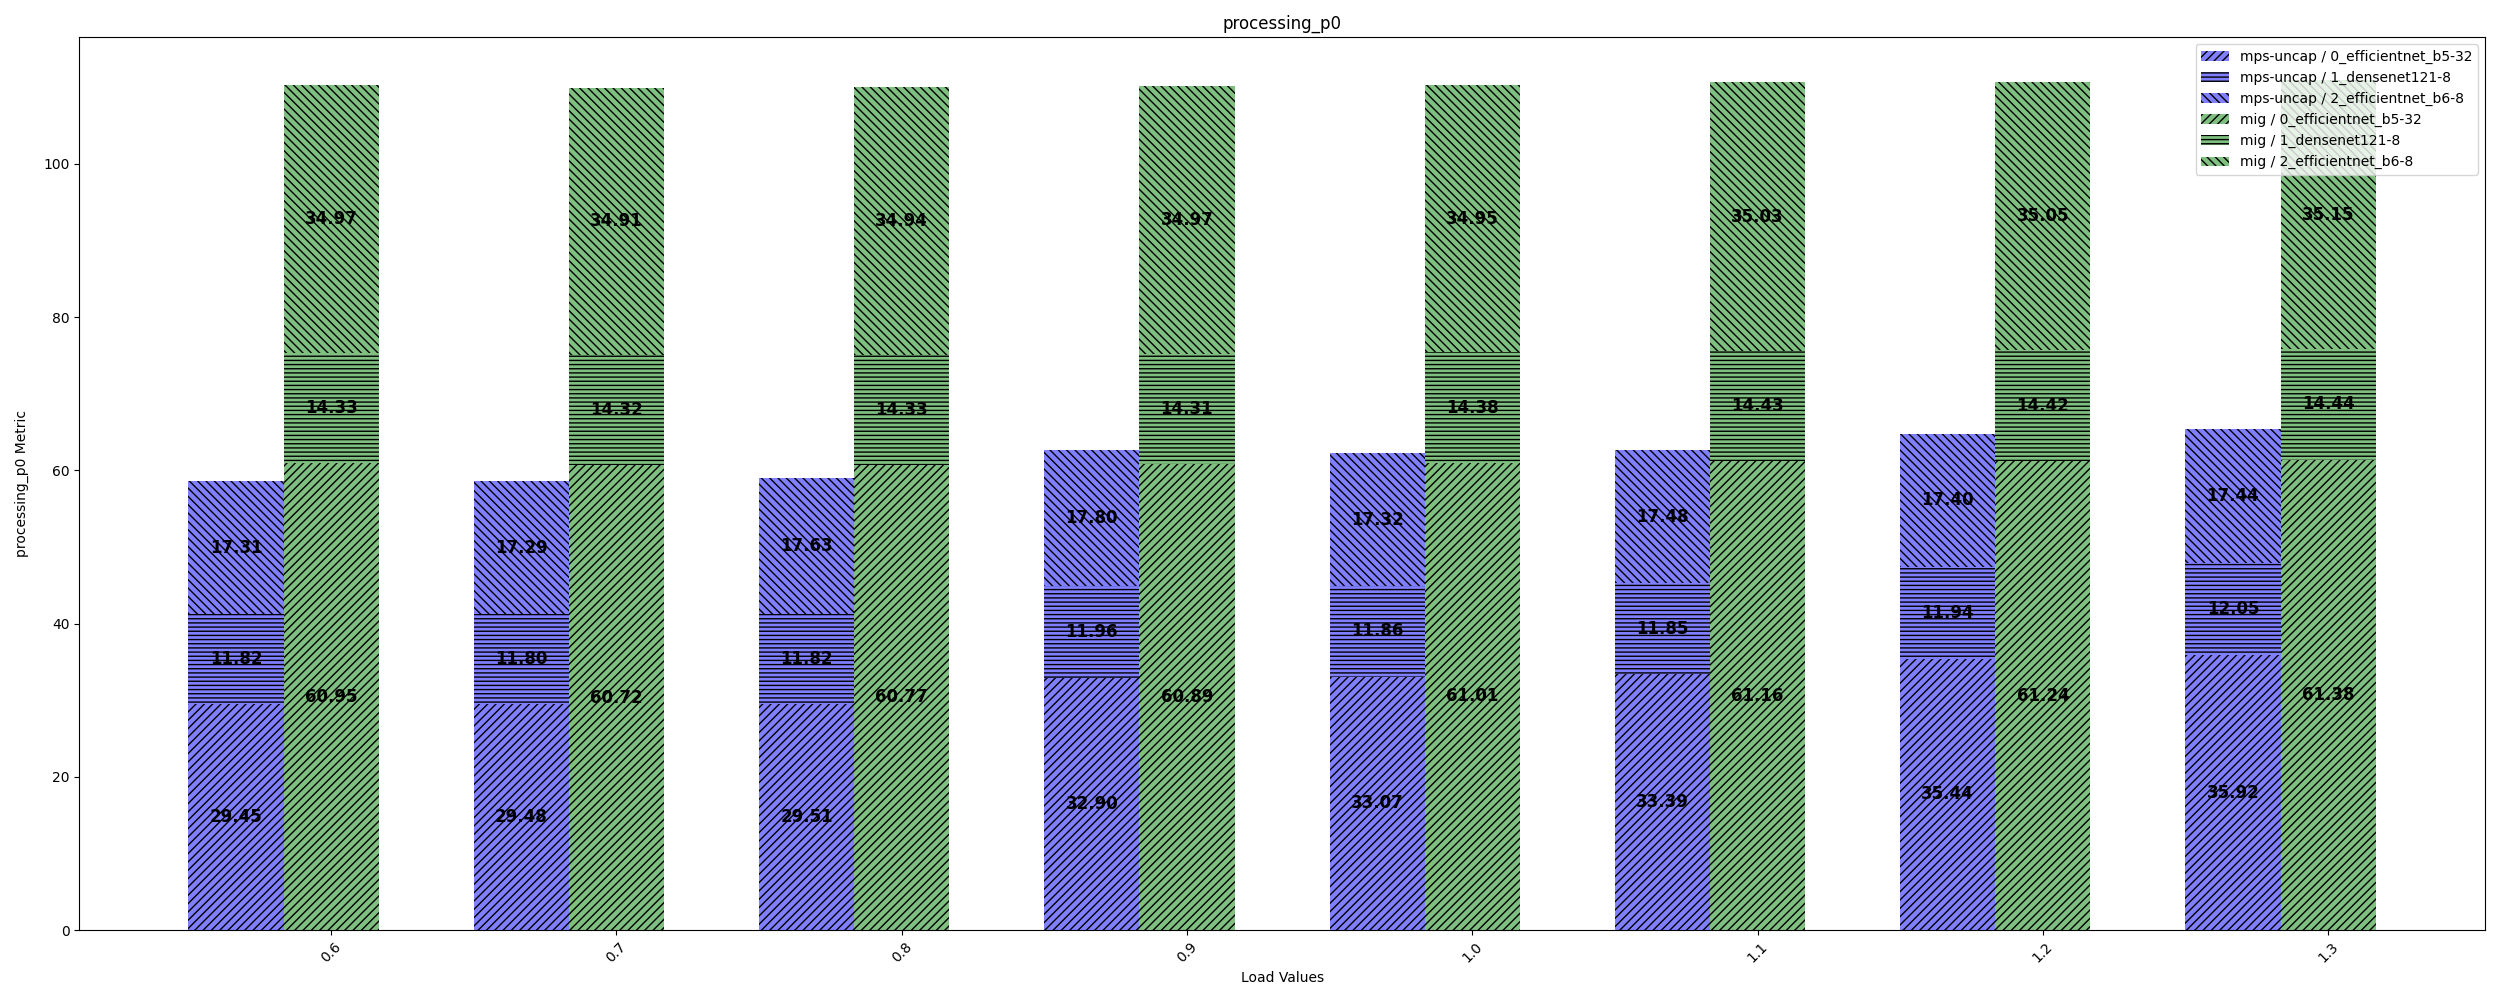 processing_p0
mps-uncap / 0_efficientnet_b5-32
mps-uncap / 1_densenet121-8
mps-uncap / 2_efficientnet_b6-8
mig / 0_efficientnet_b5-32
mig / 1_densenet121-8
mig / 2_efficientnet_b6-8
processing_p0 Metric
100
80
60
40
20
0
34.97 34.91 34.94 34.97 34.95 35.03 35.05 35.15
14.33 14.32 14.33 14.31 14.38 14.43 14.42 14.44
60.95 60.72 60.77 60.89 61.01 61.16 61.24 61.38
17.31 17.29 17.63 17.80 17.32 17.48 17.40 17.44
11.82 11.80 11.82 11.96 11.86 11.85 11.94 12.05
29.45 29.48 29.51 32.90 33.07 33.39 35.44 35.92
0.6 0.7 0.8 0.9 1.0 1.1 1.2 1.3
Load Values